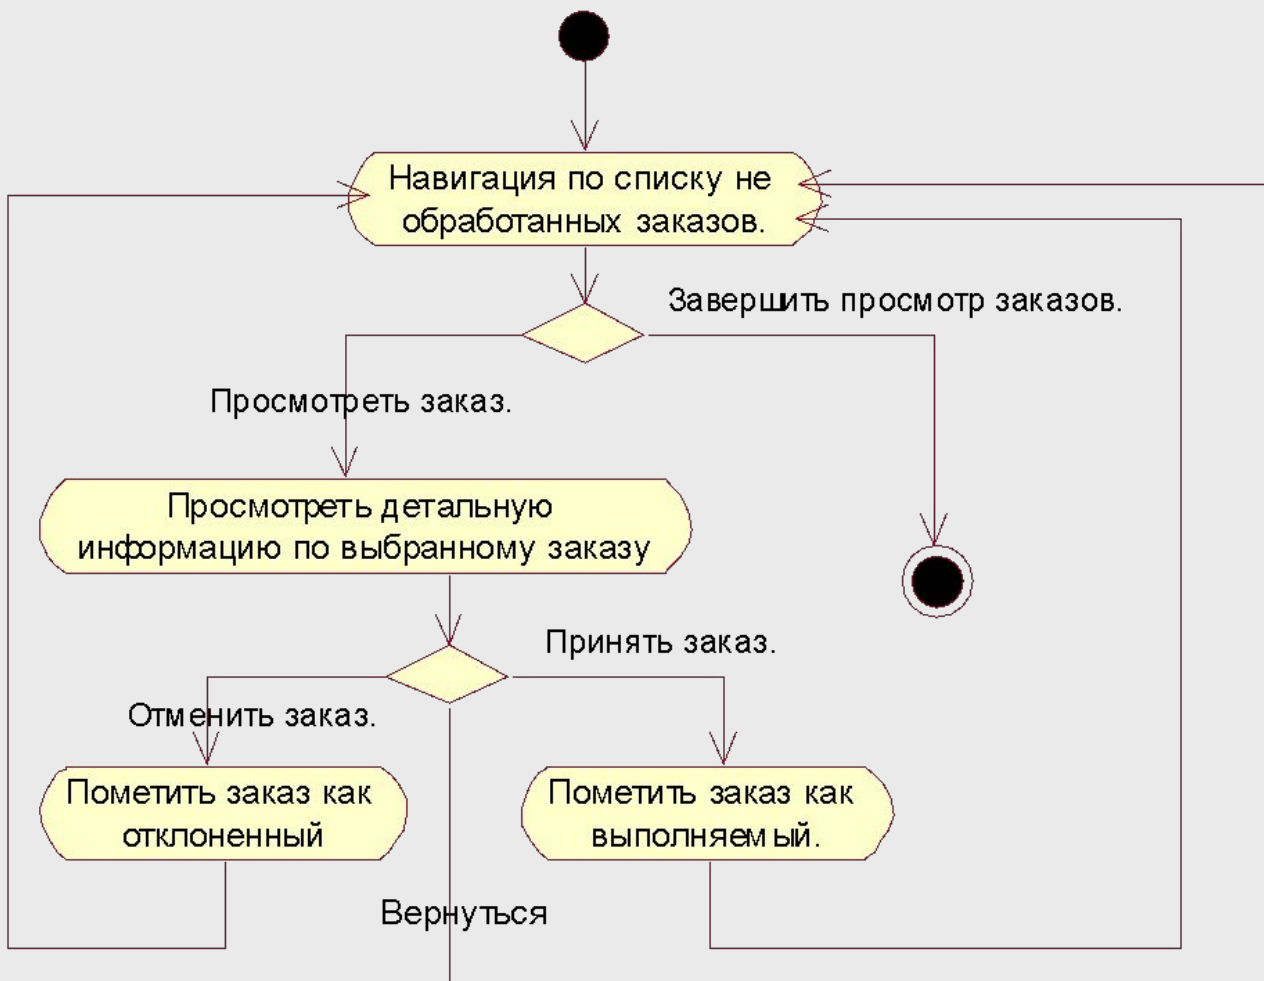 Навигация по списку не
обработанных заказов.
Завершить просмотр заказов.
Просмотреть заказ.
Просмотреть детальную
информацию по выбранному заказу
Принять заказ.
Отменить заказ.
Пометить заказ как
отклоненный
Пометить заказ как
выполняемый.
Вернуться